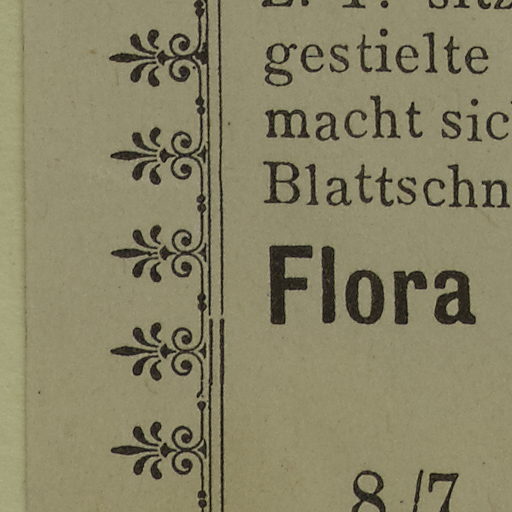 gestielte
macht sic
Blattschn
Flora
8/7